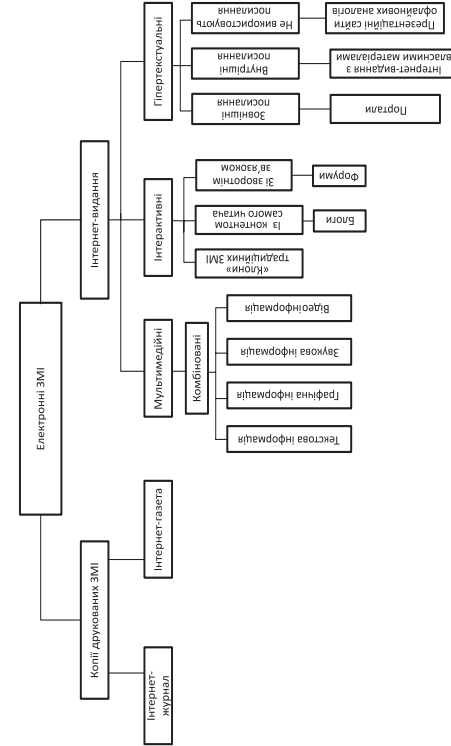 Електронні ЗМІ
Копії друкованих ЗМІ
Інтернет-видання
Інтернет-
журнал
Інтернет-газета
Мультимедійні
Інтерактивні
Гіпертекстуальні
Комбіновані
Текстова інформація
Графічна інформація
Звукова інформація
Відеоінформація
«Клони»
традиційних ЗМІ
Із контентом
самого читача
Зі зворотнім
зв’язком
Блоги
Форуми
Зовнішні
посилання
Внутрішні
посилання
Не використовують
посилання
Портали
Інтернет-видання з
власними матеріалами
Презентаційні сайти
офлайнових аналогів